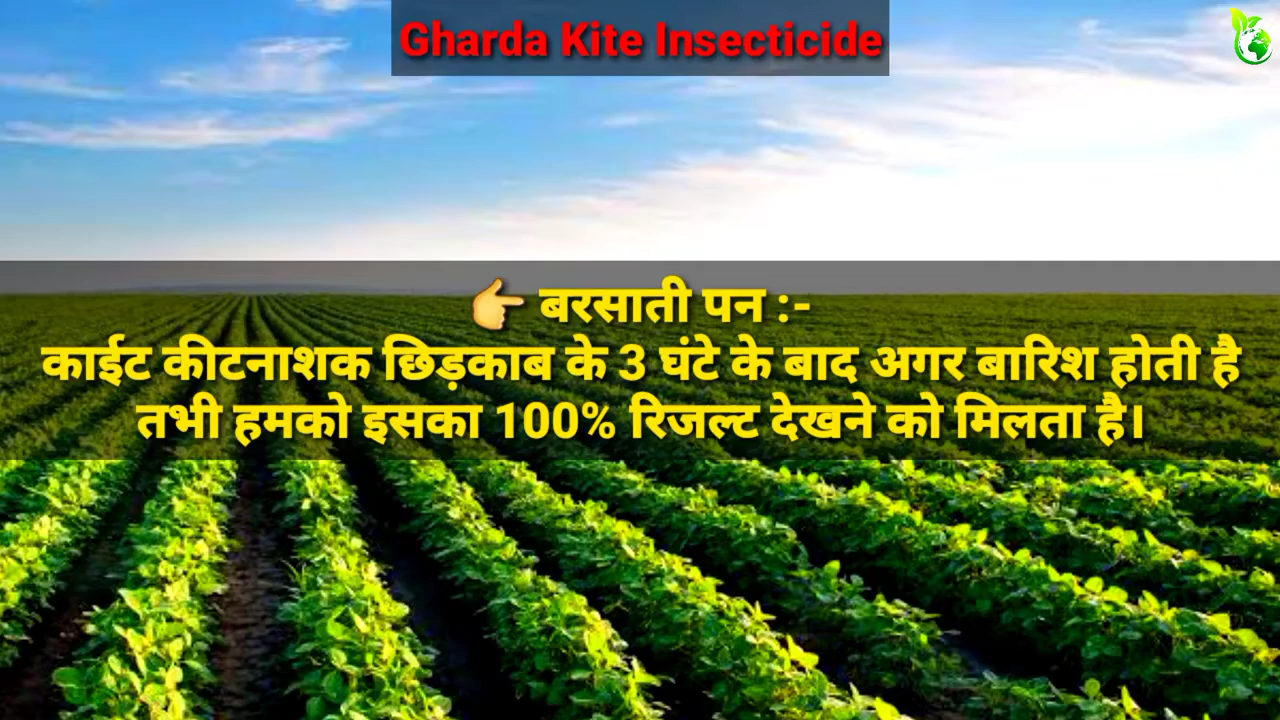 Gharda Kite Insecticide
👉 बरसाती पन :-
काईट कीटनाशक छिड़काब के 3 घंटे के बाद अगर बारिश होती है
तभी हमको इसका 100% रिजल्ट देखने को मिलता है।